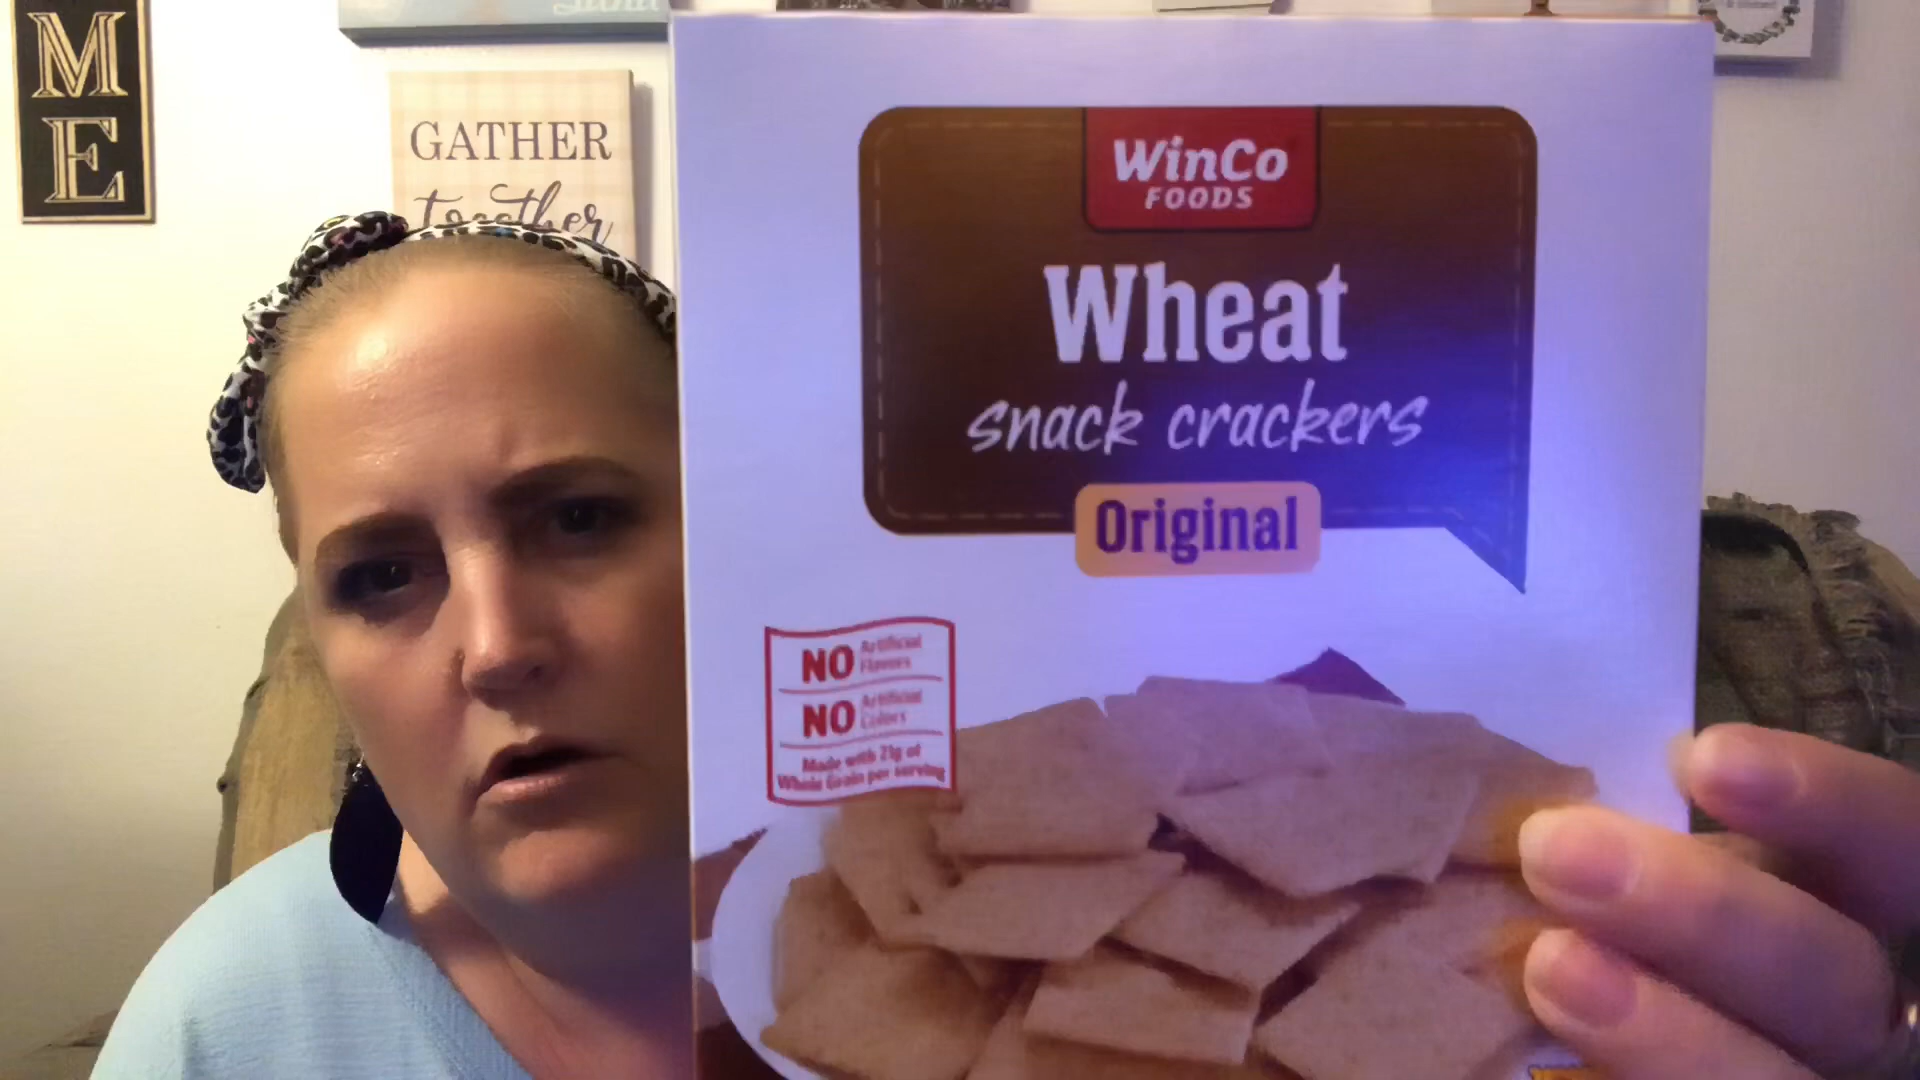 M
E
GATHER
together
WinCo
FOODS
Wheat
snack crackers
Original
NO Artificial
Flavors
NO Artificial
Colors
Made with 21g of
Whole Grain per serving